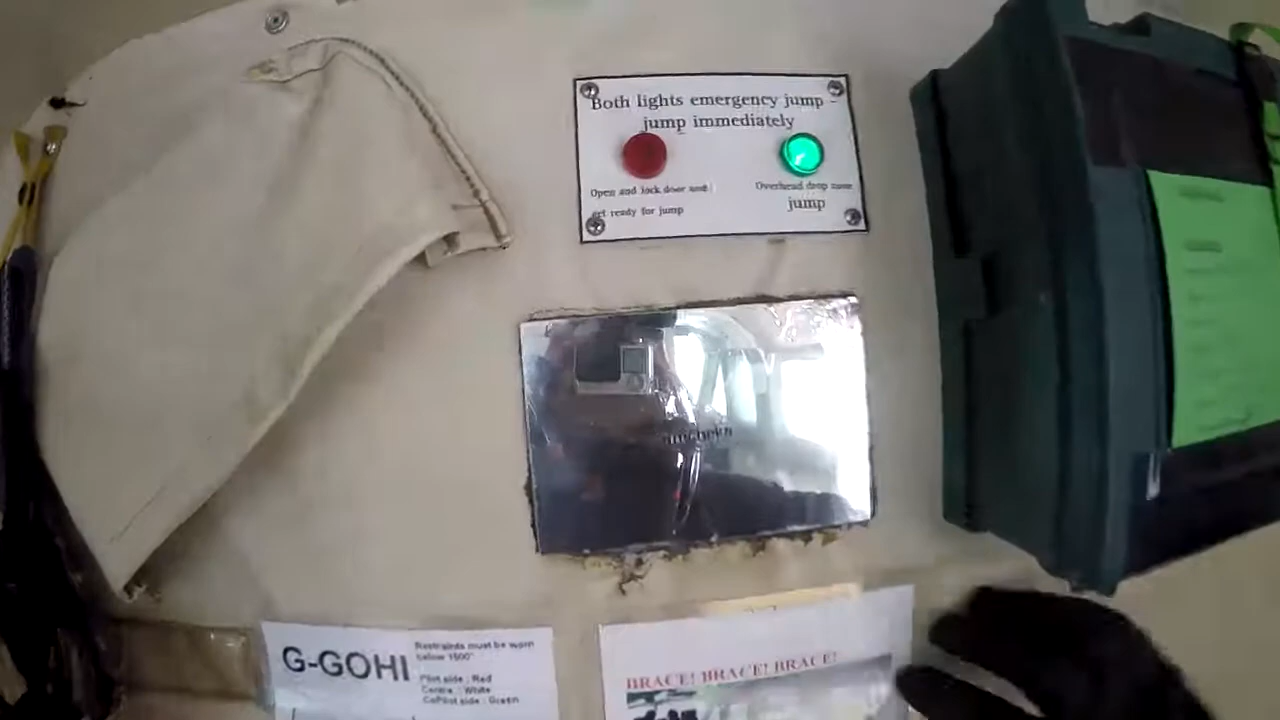 Both lights emergency jump -
jump immediately
Open and lock door and
get ready for jump
Overhead drop zone
jump
G-GOHI
Restraints must be worn
below 1500"
Pilot side : Red
Centre : White
CoPilot side : Green
BRACE! BRACE! BRACE!